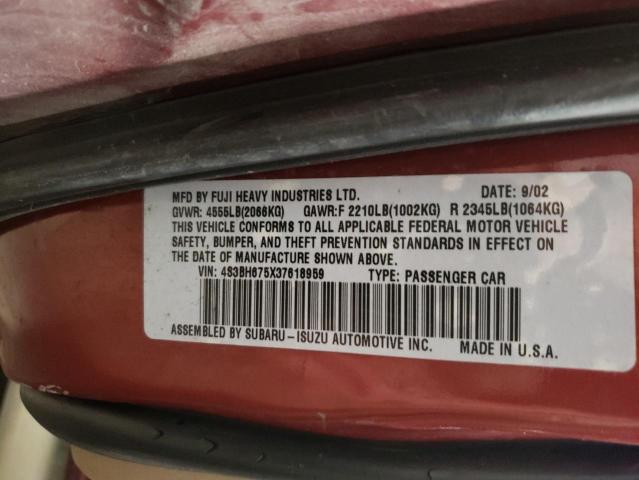 MFD BY FUJI HEAVY INDUSTRIES LTD. DATE: 9/02
GVWR: 4555LB(2066KG) GAWR:F 2210LB(1002KG) R 2345LB(1064KG)
THIS VEHICLE CONFORMS TO ALL APPLICABLE FEDERAL MOTOR VEHICLE
SAFETY, BUMPER, AND THEFT PREVENTION STANDARDS IN EFFECT ON
THE DATE OF MANUFACTURE SHOWN ABOVE.
VIN: 4S3BH675X37618959 TYPE: PASSENGER CAR
ASSEMBLED BY SUBARU-ISUZU AUTOMOTIVE INC. MADE IN U.S.A.